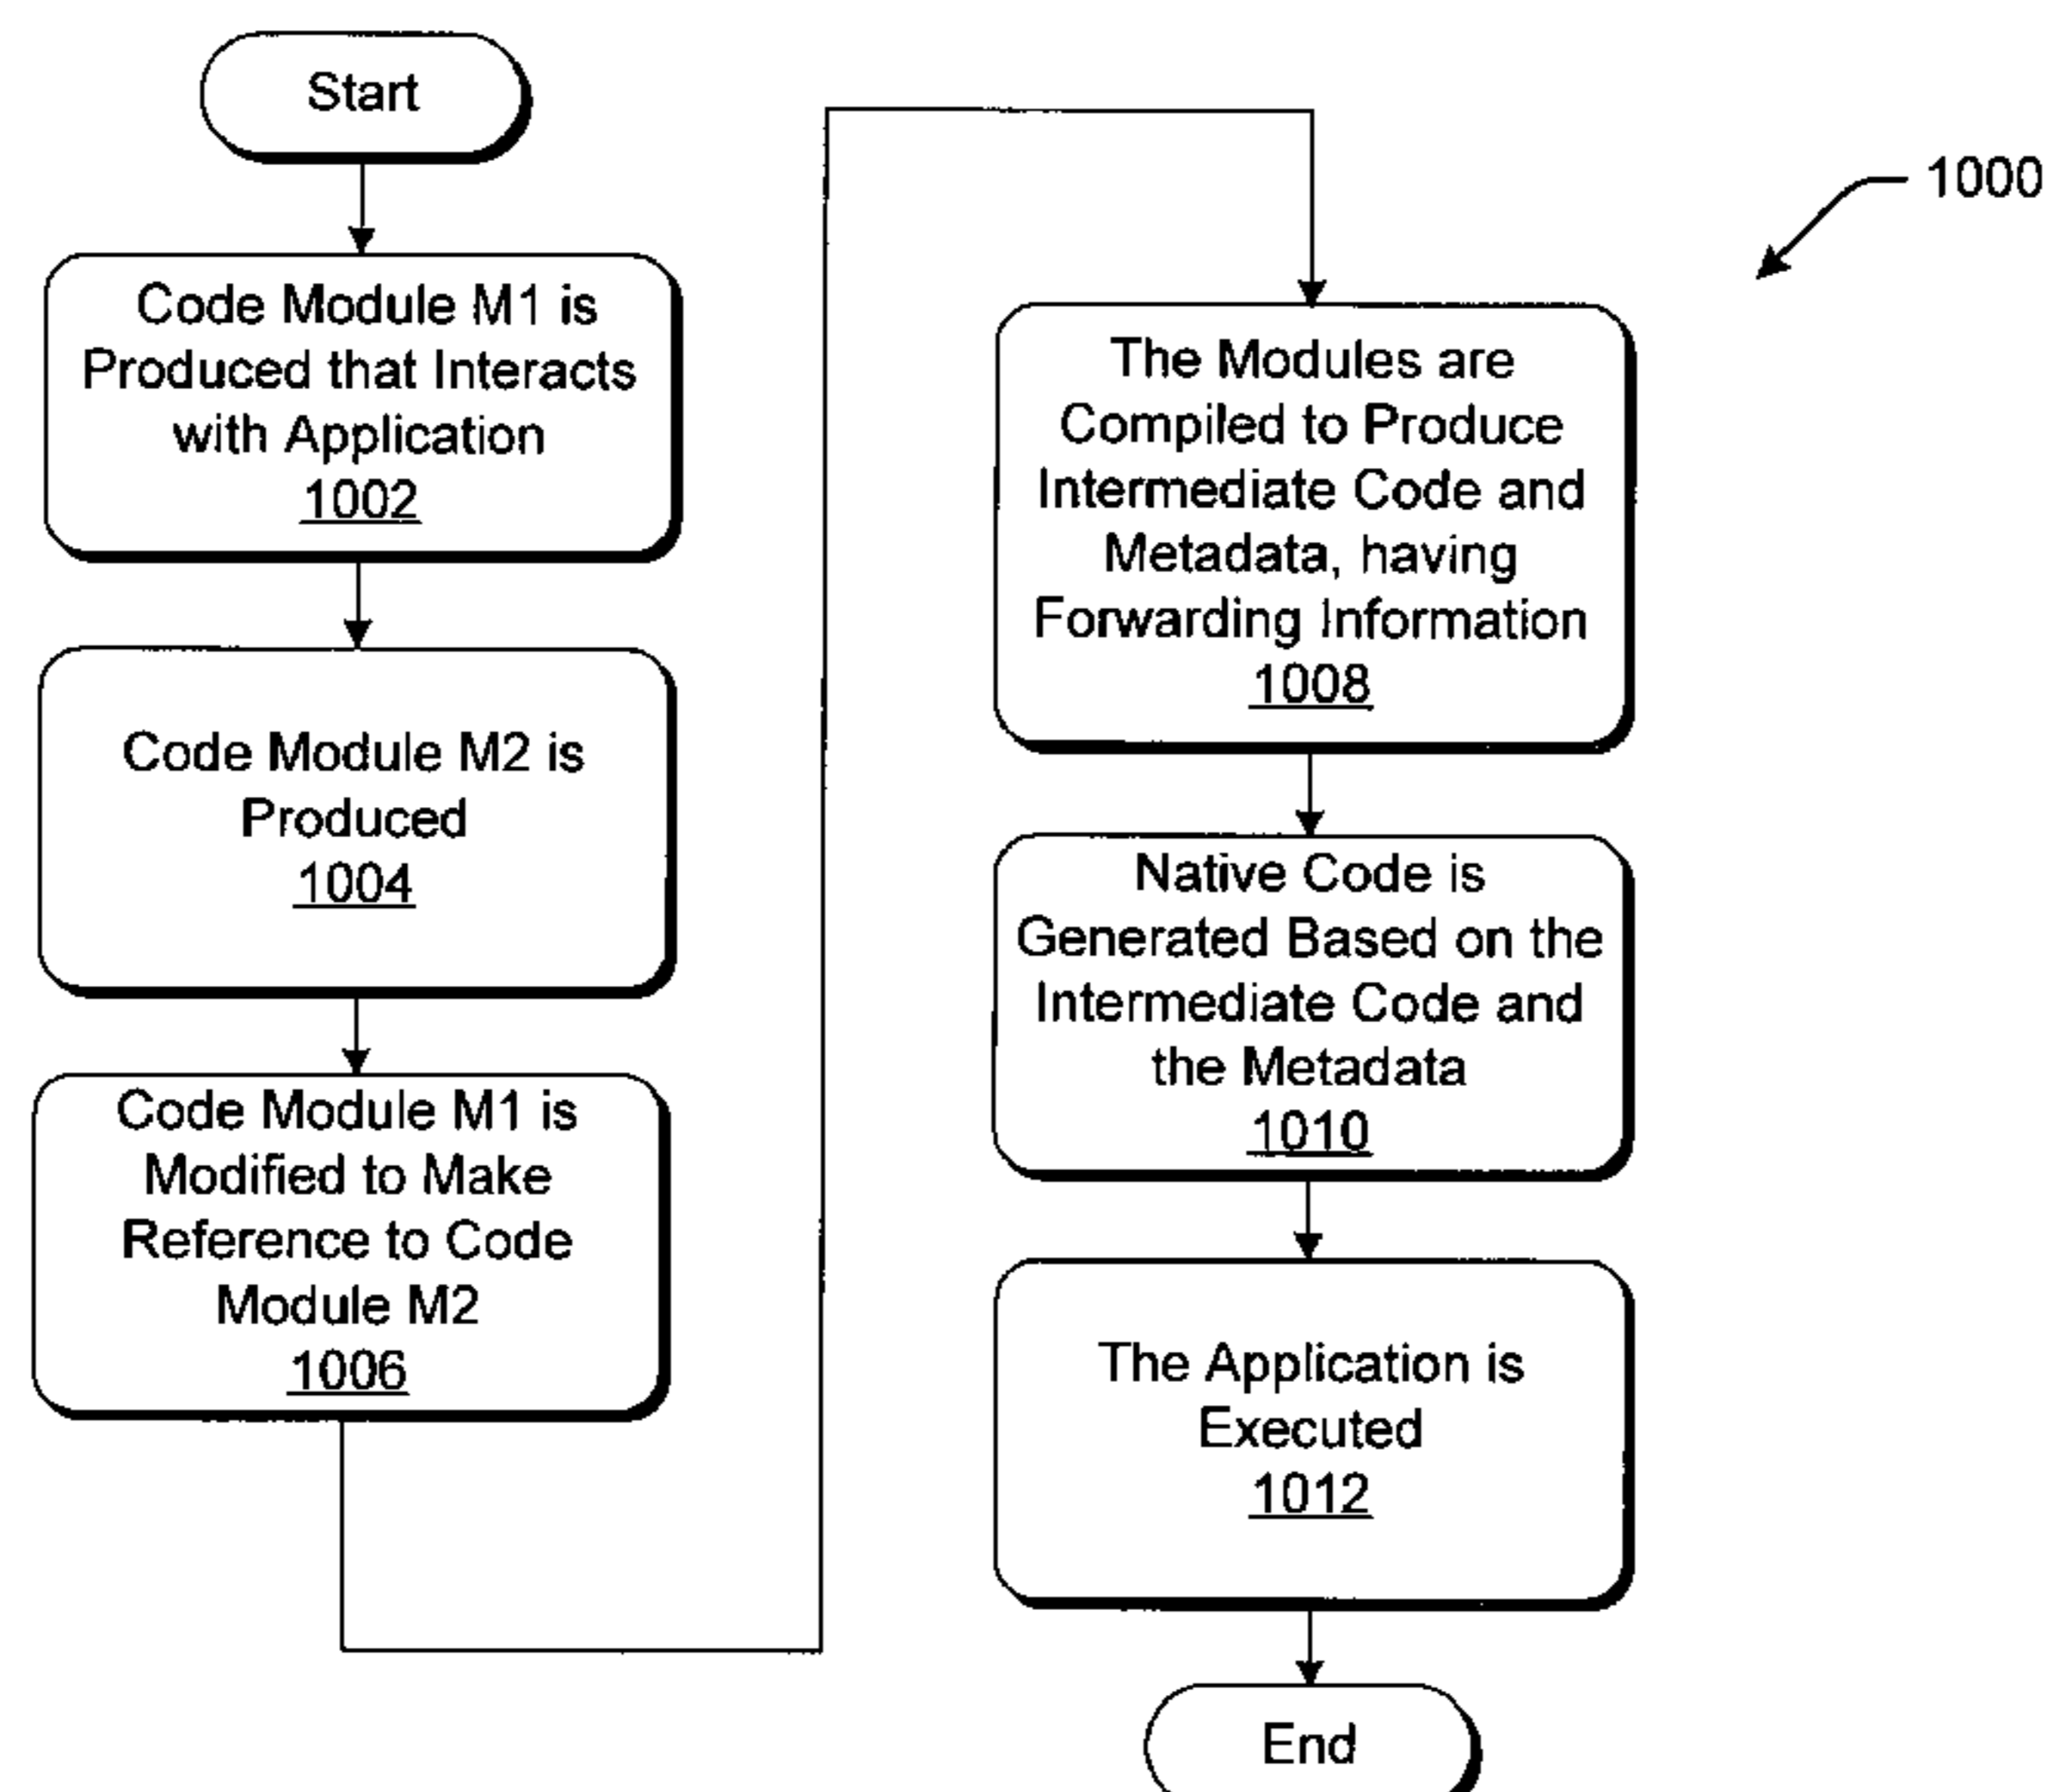 Start
Code Module M1 is
Produced that Interacts
with Application
1002
Code Module M2 is
Produced
1004
Code Module M1 is
Modified to Make
Reference to Code
Module M2
1006
1000
The Modules are
Compiled to Produce
Intermediate Code and
Metadata, having
Forwarding Information
1008
Native Code is
Generated Based on the
Intermediate Code and
the Metadata
1010
The Application is
Executed
1012
End